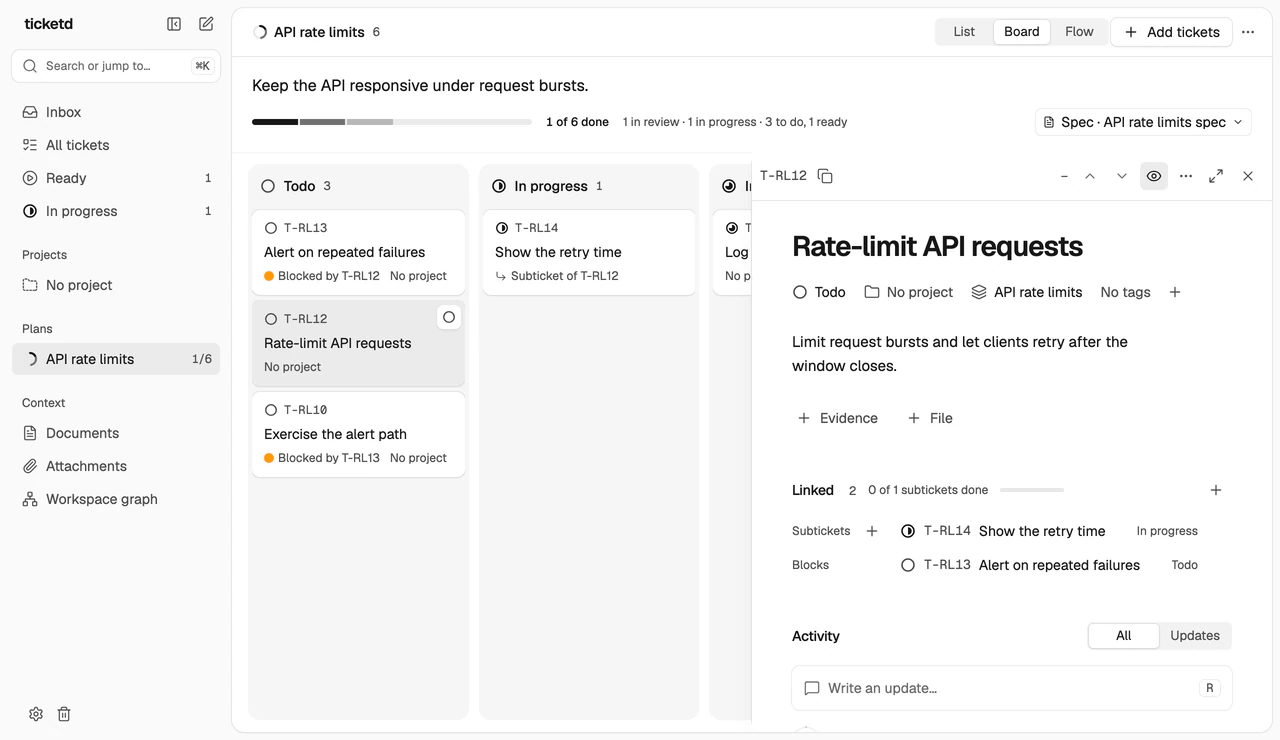 ticketd
Search or jump to… ⌘K
Inbox
All tickets
Ready 1
In progress 1
Projects
No project
Plans
API rate limits 1/6
Context
Documents
Attachments
Workspace graph
API rate limits 6
List Board Flow
Add tickets
Keep the API responsive under request bursts.
1 of 6 done 1 in review · 1 in progress · 3 to do, 1 ready
Spec · API rate limits spec
Todo 3
T-RL13
Alert on repeated failures
Blocked by T-RL12 No project
T-RL12
Rate-limit API requests
No project
T-RL10
Exercise the alert path
Blocked by T-RL13 No project
In progress 1
T-RL14
Show the retry time
Subticket of T-RL12
Log
No p
T-RL12
Rate-limit API requests
Todo No project API rate limits No tags
Limit request bursts and let clients retry after the
window closes.
Evidence File
Linked 2 0 of 1 subtickets done
Subtickets T-RL14 Show the retry time In progress
Blocks T-RL13 Alert on repeated failures Todo
Activity All Updates
Write an update… R